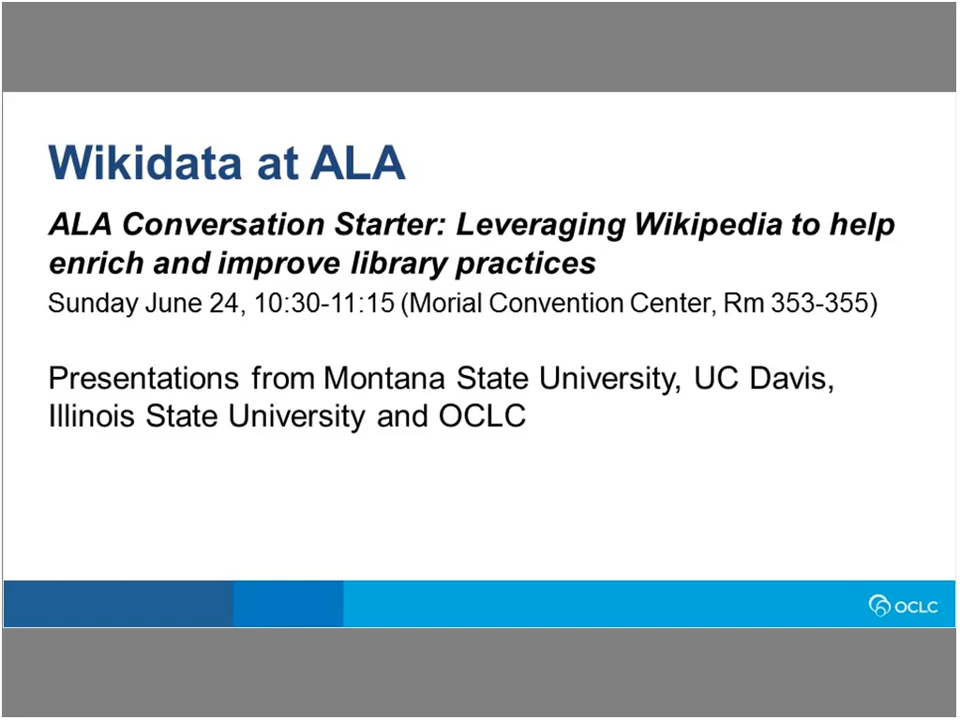 Wikidata at ALA
ALA Conversation Starter: Leveraging Wikipedia to help
enrich and improve library practices
Sunday June 24, 10:30-11:15 (Morial Convention Center, Rm 353-355)
Presentations from Montana State University, UC Davis,
Illinois State University and OCLC
OCLC